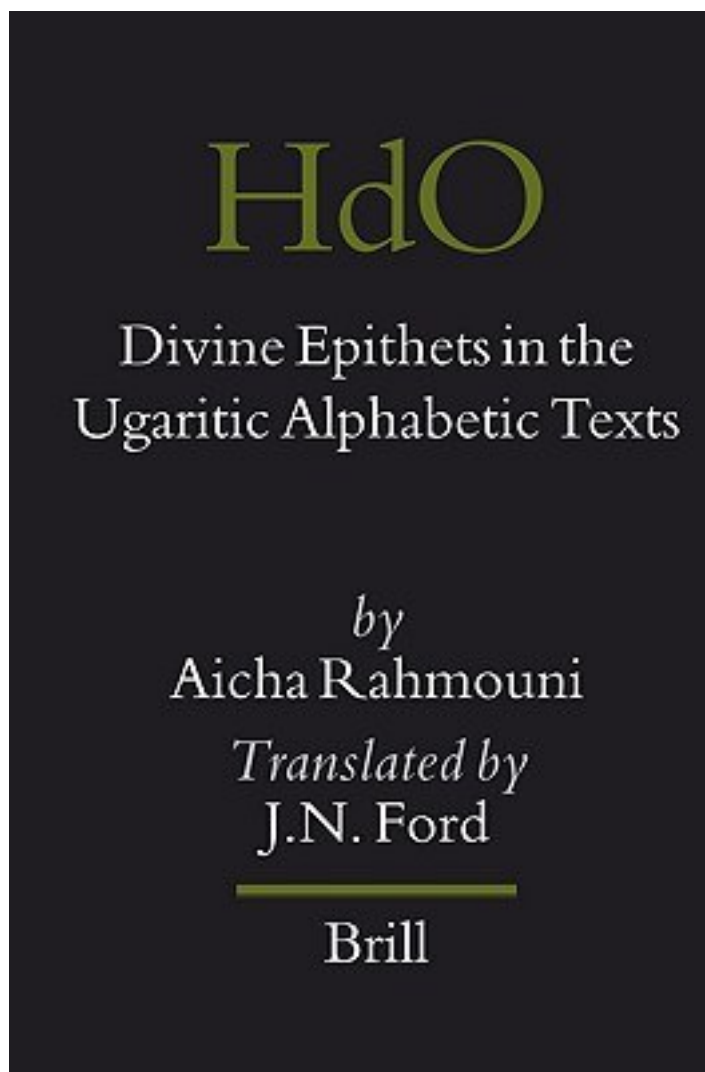 HdO
Divine Epithets in the
Ugaritic Alphabetic Texts
by
Aicha Rahmouni
Translated by
J.N. Ford
Brill